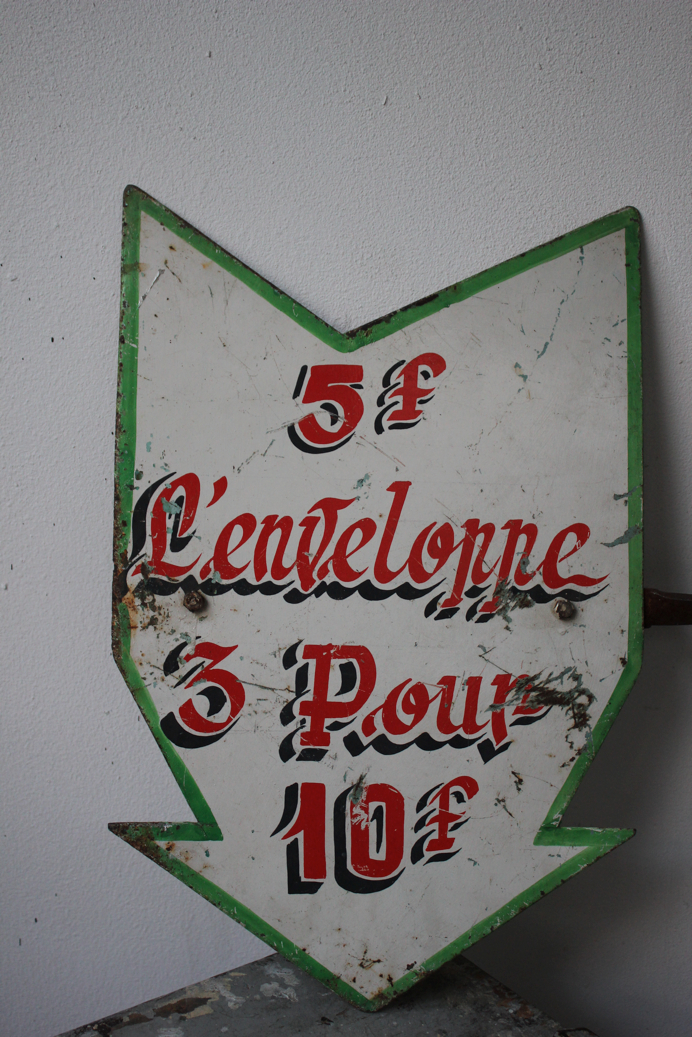 5f
L'enveloppe
3 Pour
10f